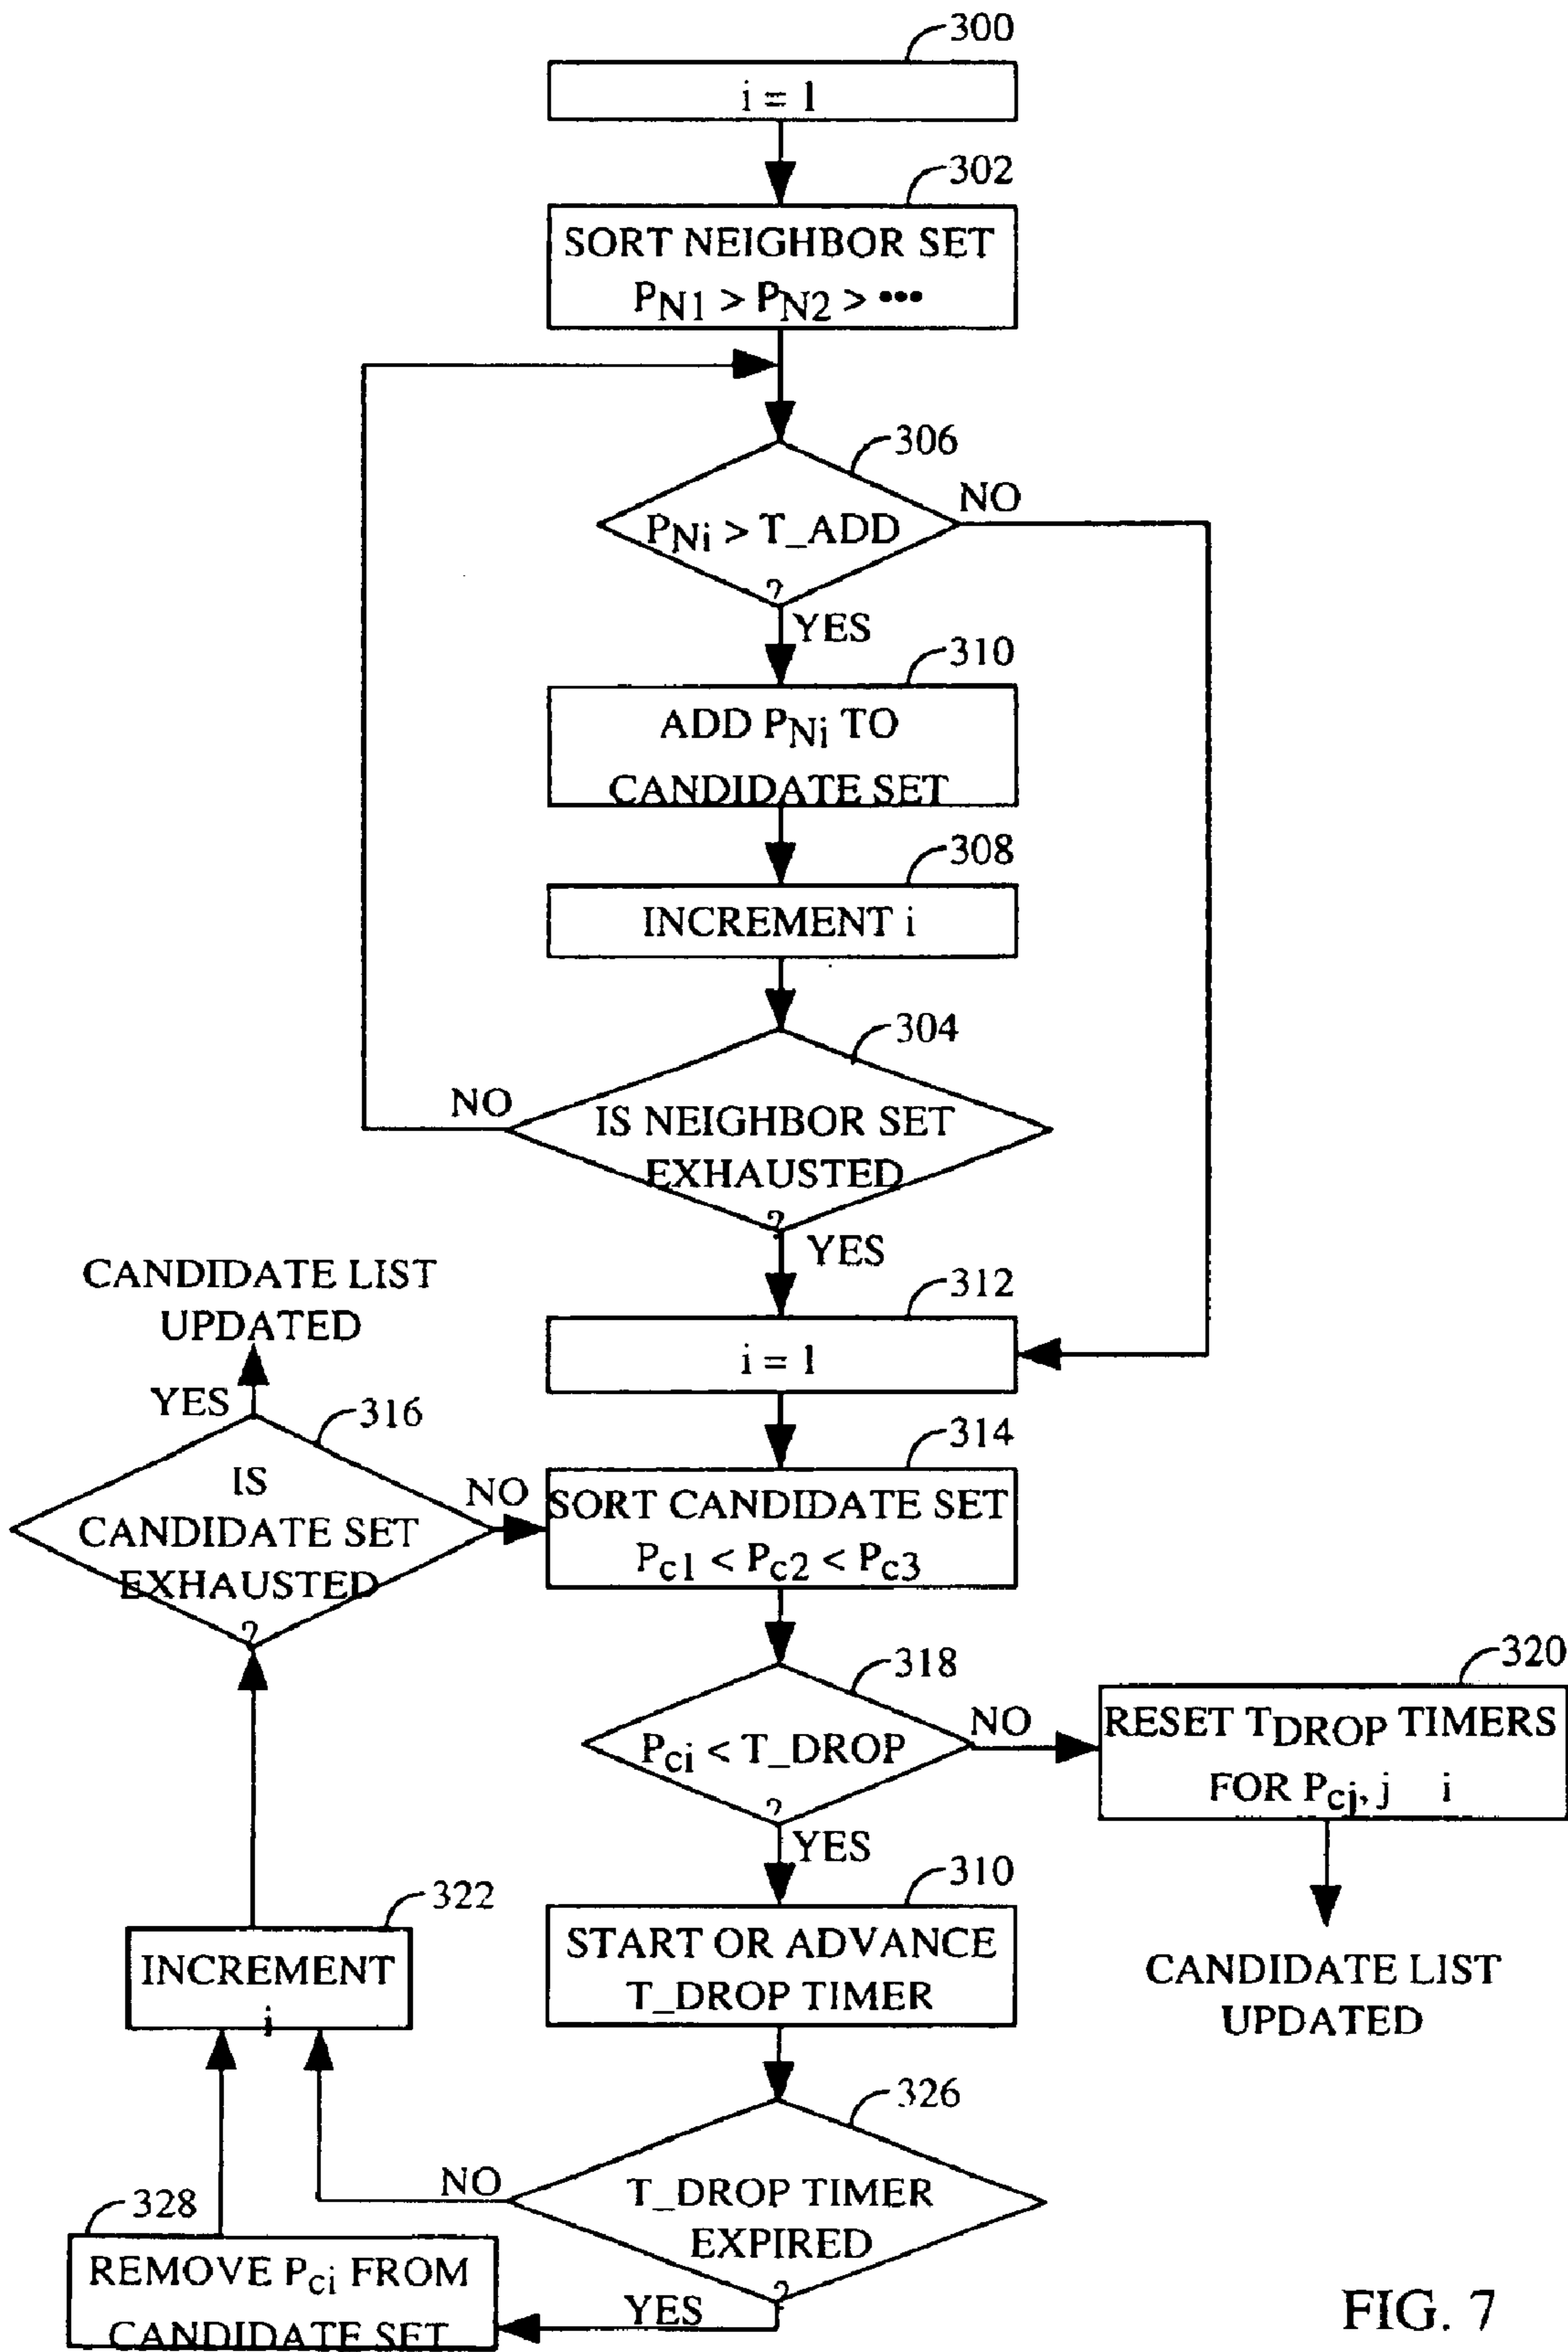 300
i = 1
302
SORT NEIGHBOR SET
PN1 > PN2 > •••
306
PNi > T_ADD
?
NO
YES
310
ADD PNi TO
CANDIDATE SET
308
INCREMENT i
304
IS NEIGHBOR SET
EXHAUSTED
?
NO
YES
CANDIDATE LIST
UPDATED
312
i = 1
YES
316
IS
CANDIDATE SET
EXHAUSTED
?
NO
314
SORT CANDIDATE SET
Pc1 < Pc2 < Pc3
318
Pci < T_DROP
?
NO
YES
320
RESET TDROP TIMERS
FOR Pcj, j i
CANDIDATE LIST
UPDATED
310
START OR ADVANCE
T_DROP TIMER
322
INCREMENT
i
326
T_DROP TIMER
EXPIRED
?
NO
YES
328
REMOVE Pci FROM
CANDIDATE SET
FIG. 7